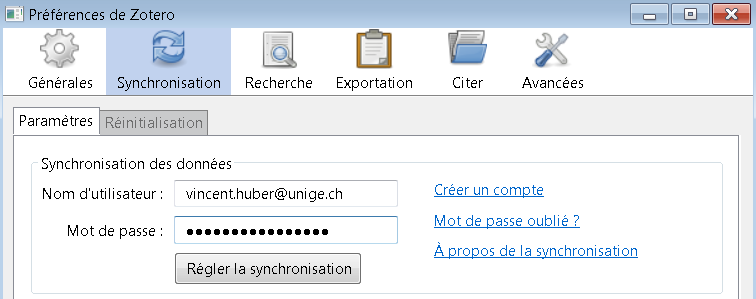 Préférences de Zotero
Générales Synchronisation Recherche Exportation Citer Avancées
Paramètres Réinitialisation
Synchronisation des données
Nom d'utilisateur : vincent.huber@unige.ch Créer un compte
Mot de passe : ●●●●●●●●●●●●●●●● Mot de passe oublié ?
À propos de la synchronisation
Régler la synchronisation